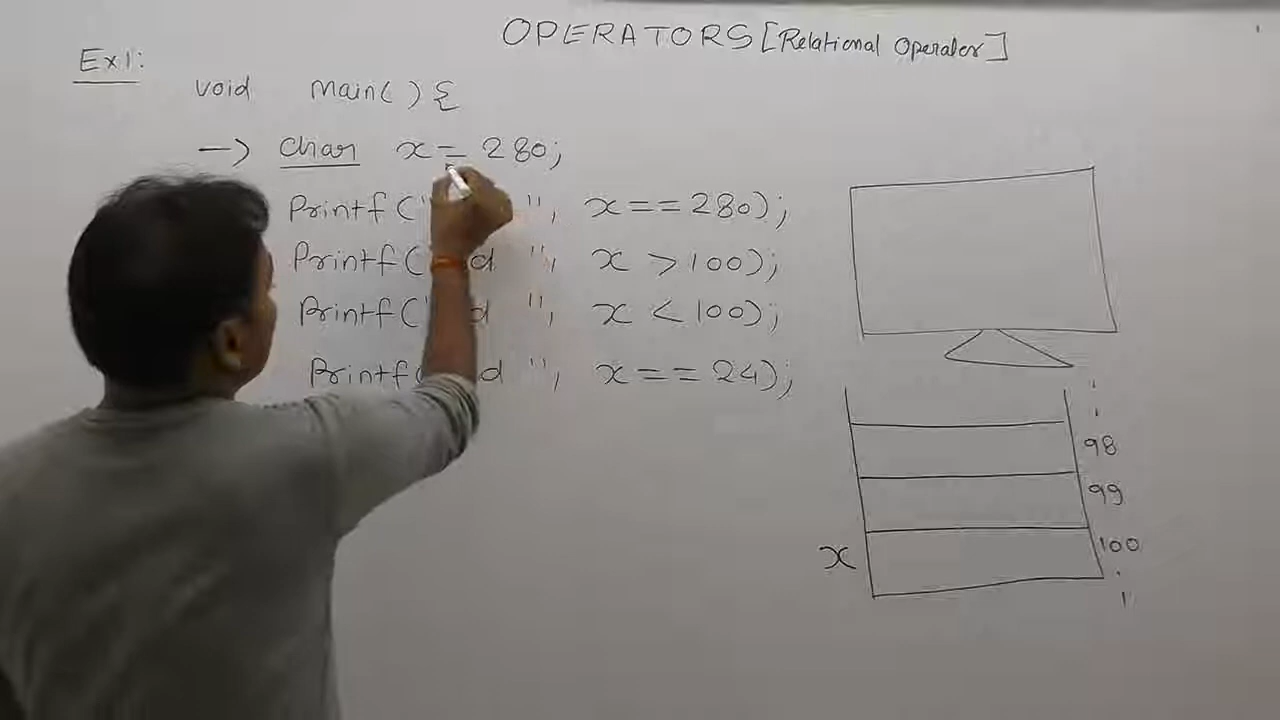 OPERATORS [Relational Operator]
Ex1:
void main( ) {
-> char x = 280;
Printf (" ", x == 280);
Printf ( d ", x > 100);
Printf (" d ", x < 100);
Printf ( d ", x == 24);
98
99
x 100